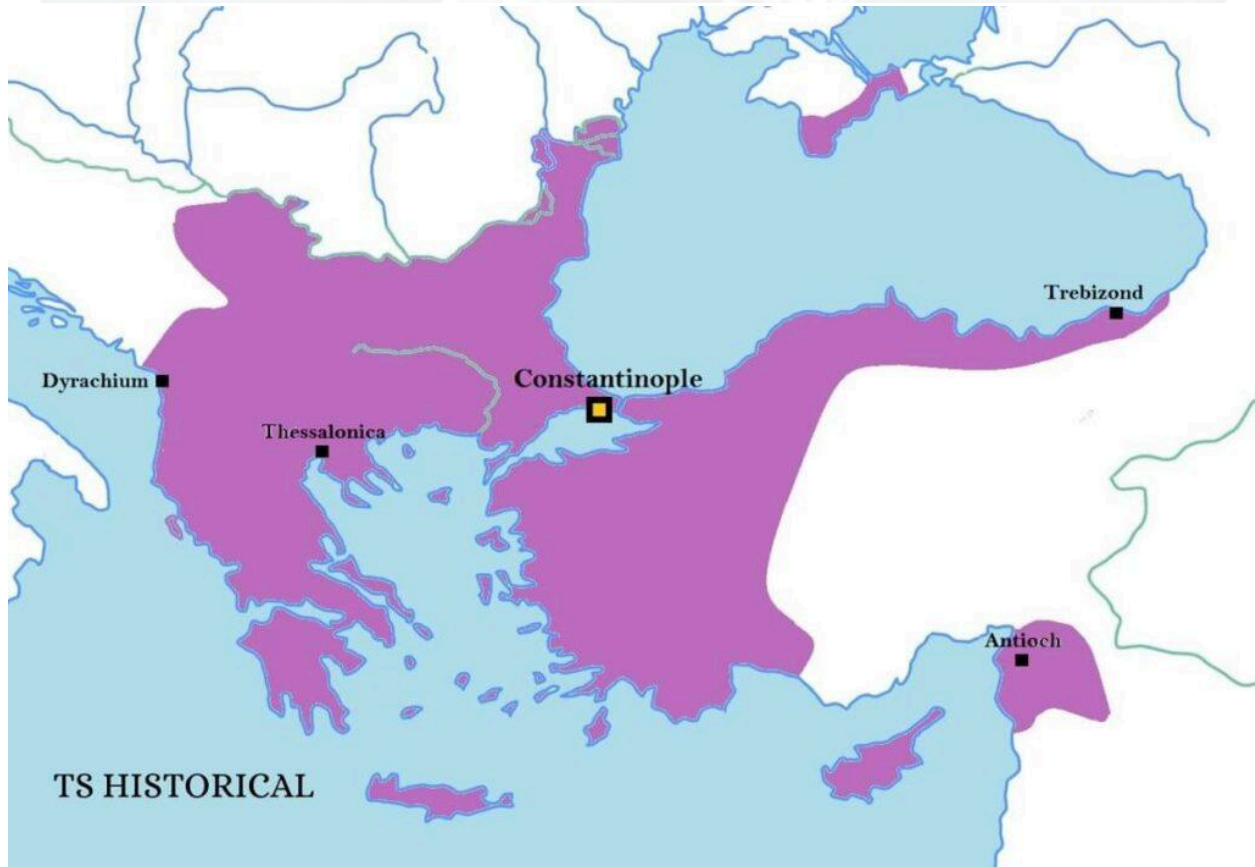 Trebizond
Dyrachium
Constantinople
Thessalonica
Antioch
TS HISTORICAL